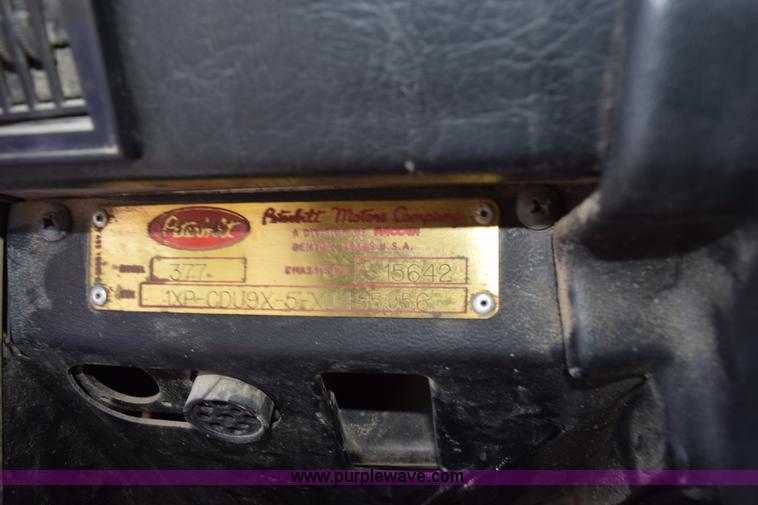 Peterbilt
Peterbilt Motors Company
A DIVISION OF PACCAR
DENTON, TEXAS U.S.A.
MODEL 377
CHASSIS NO. 15642
1XP-CDU9X-5-X
www.purplewave.com